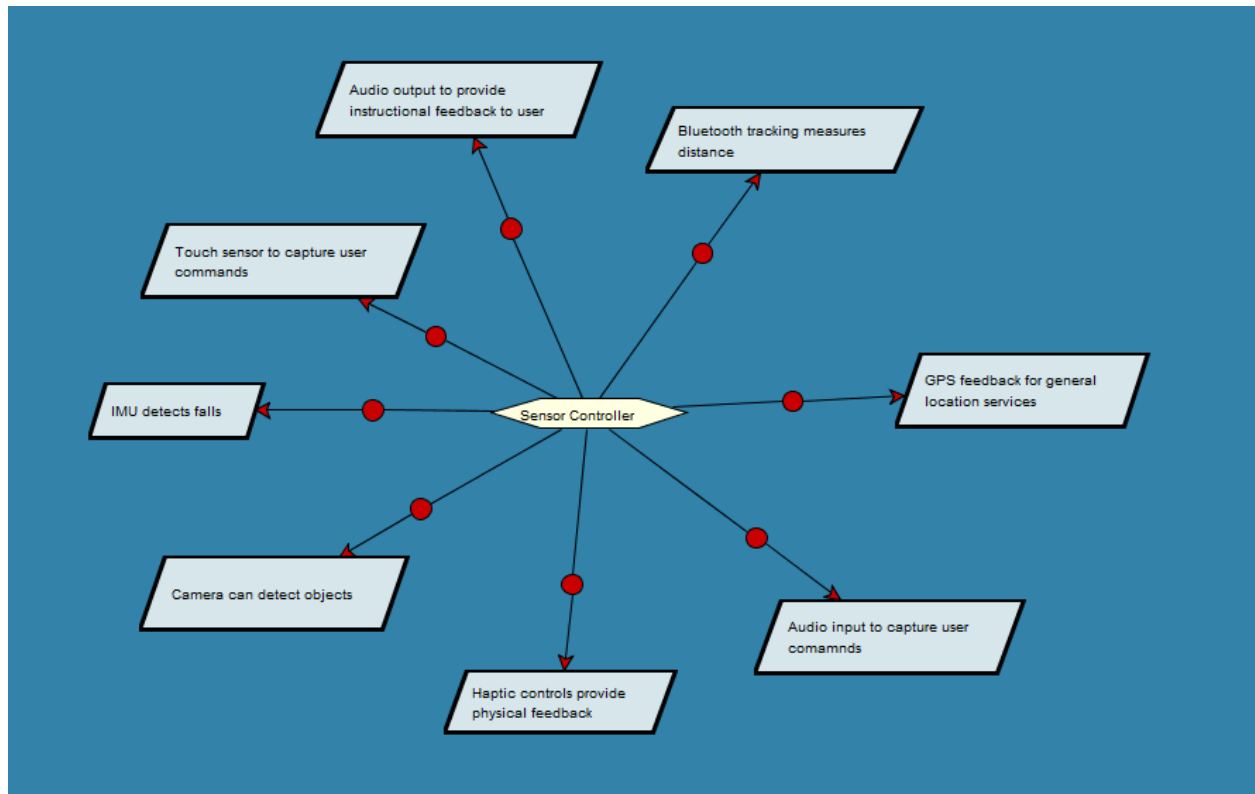 Audio output to provide
instructional feedback to user
Bluetooth tracking measures
distance
Touch sensor to capture user
commands
GPS feedback for general
location services
IMU detects falls
Sensor Controller
Camera can detect objects
Audio input to capture user
comamnds
Haptic controls provide
physical feedback